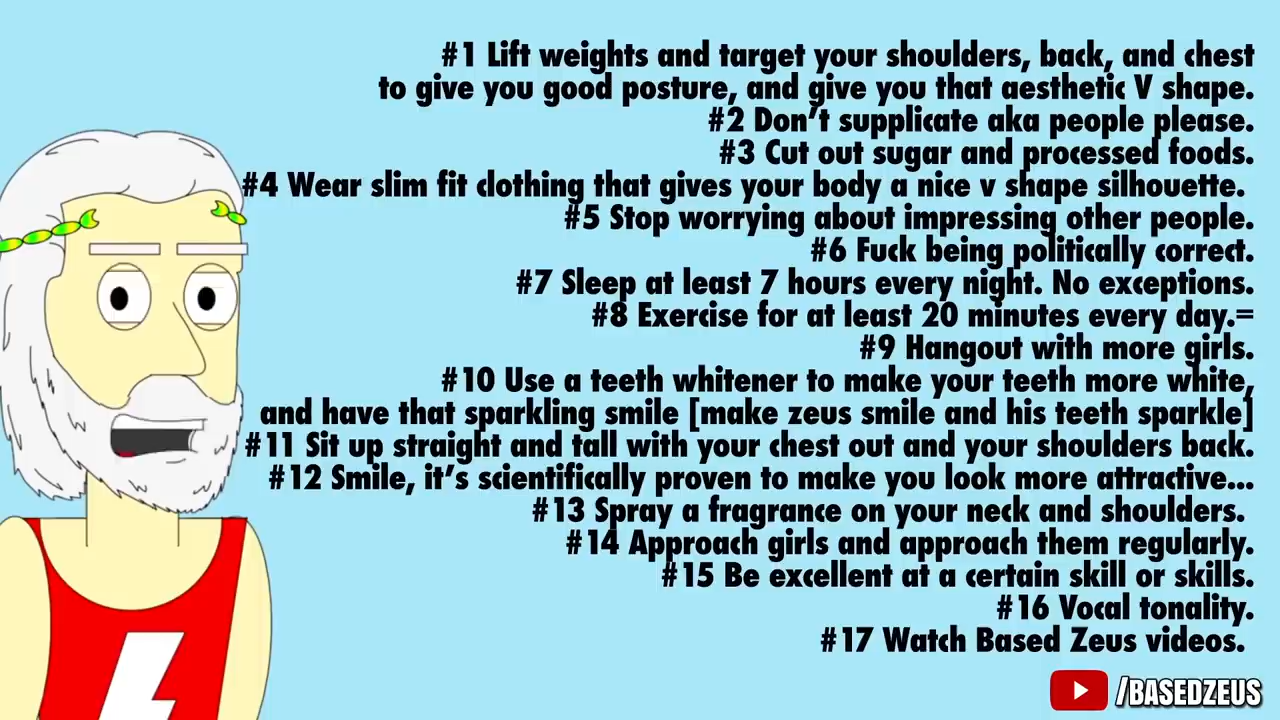 #1 Lift weights and target your shoulders, back, and chest
to give you good posture, and give you that aesthetic V shape.
#2 Don't supplicate aka people please.
#3 Cut out sugar and processed foods.
#4 Wear slim fit clothing that gives your body a nice v shape silhouette.
#5 Stop worrying about impressing other people.
#6 Fuck being politically correct.
#7 Sleep at least 7 hours every night. No exceptions.
#8 Exercise for at least 20 minutes every day.=
#9 Hangout with more girls.
#10 Use a teeth whitener to make your teeth more white,
and have that sparkling smile [make zeus smile and his teeth sparkle]
#11 Sit up straight and tall with your chest out and your shoulders back.
#12 Smile, it's scientifically proven to make you look more attractive...
#13 Spray a fragrance on your neck and shoulders.
#14 Approach girls and approach them regularly.
#15 Be excellent at a certain skill or skills.
#16 Vocal tonality.
#17 Watch Based Zeus videos.
/BASEDZEUS